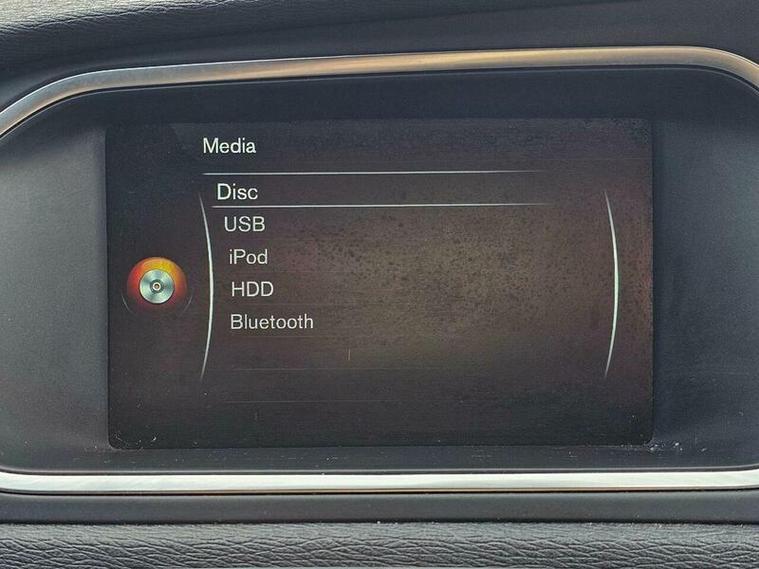 Media
Disc
USB
iPod
HDD
Bluetooth